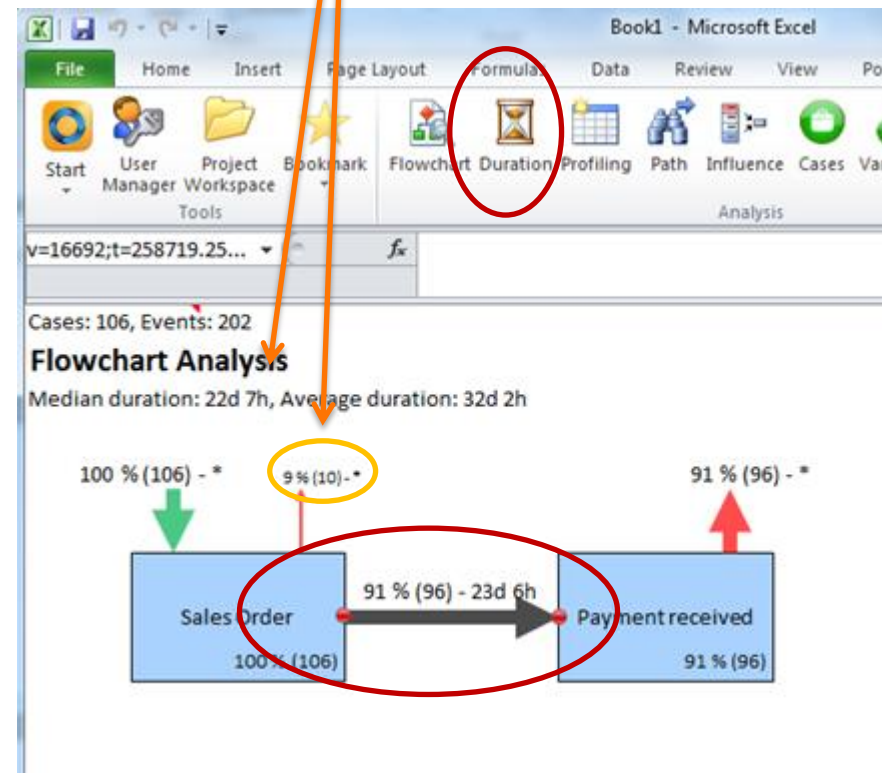 Book1 - Microsoft Excel
File Home Insert Page Layout Formulas Data Review View
Start User Manager Project Workspace Bookmark Flowchart Duration Profiling Path Influence Cases
Tools Analysis
v=16692;t=258719.25... fx
Cases: 106, Events: 202
Flowchart Analysis
Median duration: 22d 7h, Average duration: 32d 2h
100 % (106) - * 9 % (10) - * 91 % (96) - *
91 % (96) - 23d 6h
Sales Order Payment received
100 % (106) 91 % (96)